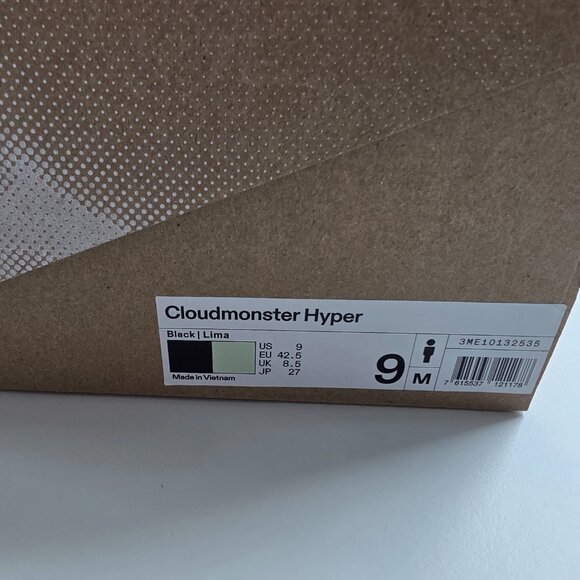 Cloudmonster Hyper
Black | Lima
US 9
EU 42.5
UK 8.5
JP 27
Made in Vietnam
9
M
3ME10132535
7 615537 121178